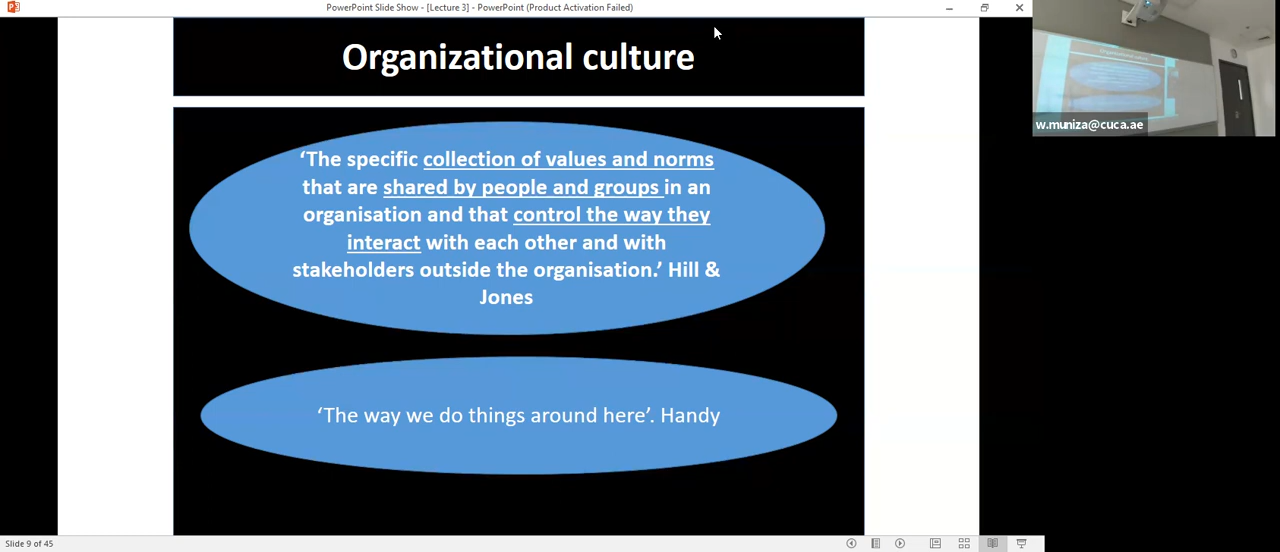 PowerPoint Slide Show - [Lecture 3] - PowerPoint (Product Activation Failed)
Organizational culture
‘The specific collection of values and norms
that are shared by people and groups in an
organisation and that control the way they
interact with each other and with
stakeholders outside the organisation.’ Hill &
Jones
‘The way we do things around here’. Handy
w.muniza@cuca.ae
Slide 9 of 45